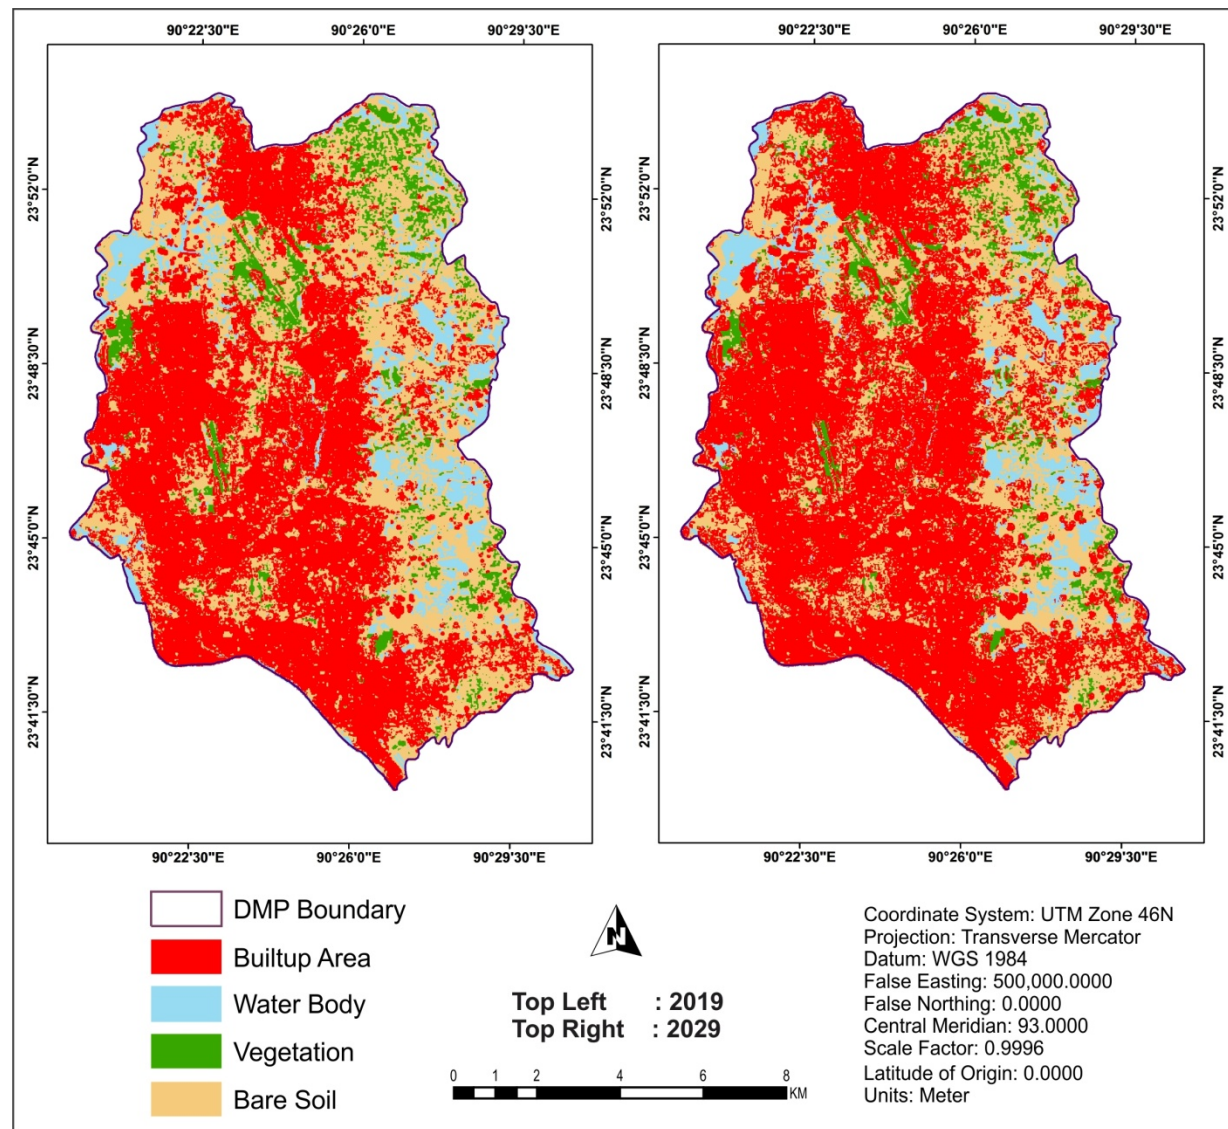 90°22'30"E 90°26'0"E 90°29'30"E
90°22'30"E 90°26'0"E 90°29'30"E
23°52'0"N 23°52'0"N 23°52'0"N 23°52'0"N
23°48'30"N 23°48'30"N 23°48'30"N 23°48'30"N
23°45'0"N 23°45'0"N 23°45'0"N 23°45'0"N
23°41'30"N 23°41'30"N 23°41'30"N 23°41'30"N
90°22'30"E 90°26'0"E 90°29'30"E
90°22'30"E 90°26'0"E 90°29'30"E
DMP Boundary
Builtup Area
Water Body
Vegetation
Bare Soil
N
Top Left : 2019
Top Right : 2029
0 1 2 4 6 8
KM
Coordinate System: UTM Zone 46N
Projection: Transverse Mercator
Datum: WGS 1984
False Easting: 500,000.0000
False Northing: 0.0000
Central Meridian: 93.0000
Scale Factor: 0.9996
Latitude of Origin: 0.0000
Units: Meter